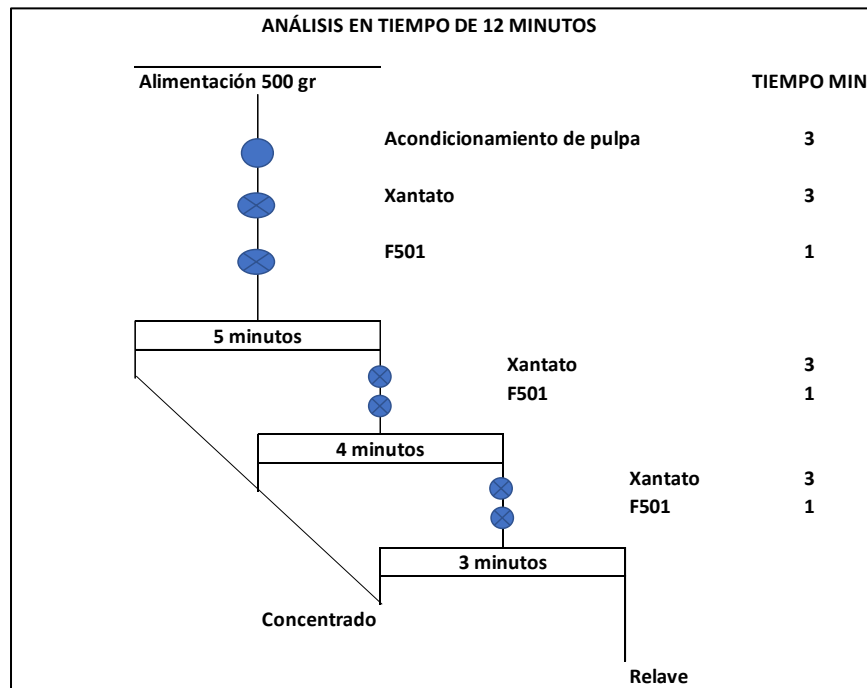 ANÁLISIS EN TIEMPO DE 12 MINUTOS
Alimentación 500 gr TIEMPO MIN
Acondicionamiento de pulpa 3
Xantato 3
F501 1
5 minutos
Xantato 3
F501 1
4 minutos
Xantato 3
F501 1
3 minutos
Concentrado
Relave